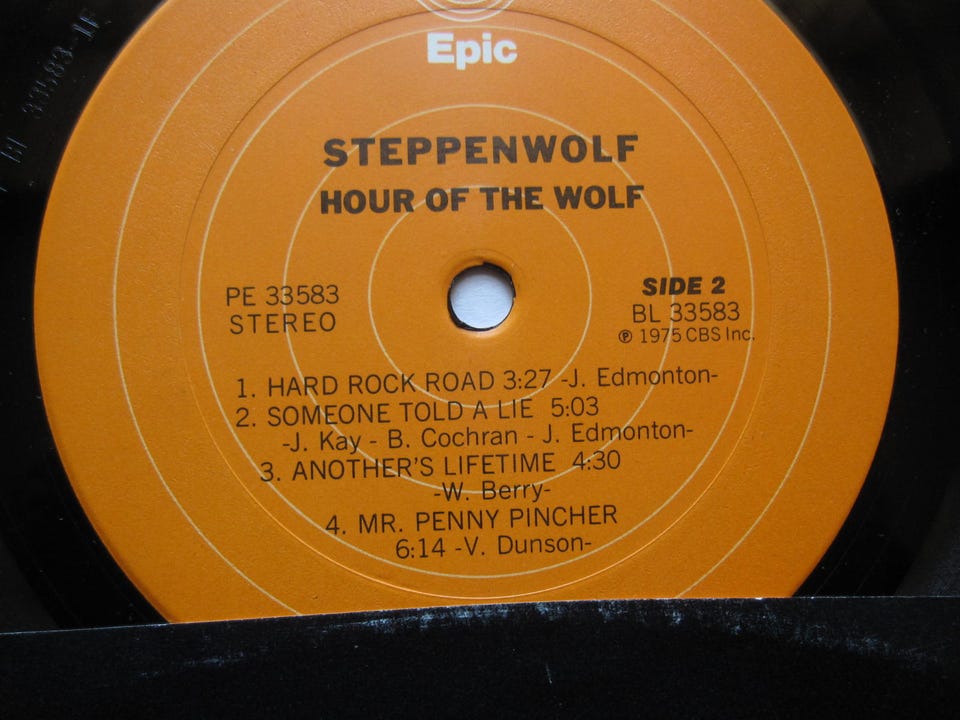 Epic
STEPPENWOLF
HOUR OF THE WOLF
PE 33583
STEREO
SIDE 2
BL 33583
℗ 1975 CBS Inc.
1. HARD ROCK ROAD 3:27 -J. Edmonton-
2. SOMEONE TOLD A LIE 5:03
-J. Kay - B. Cochran - J. Edmonton-
3. ANOTHER'S LIFETIME 4:30
-W. Berry-
4. MR. PENNY PINCHER
6:14 -V. Dunson-
33583-1F